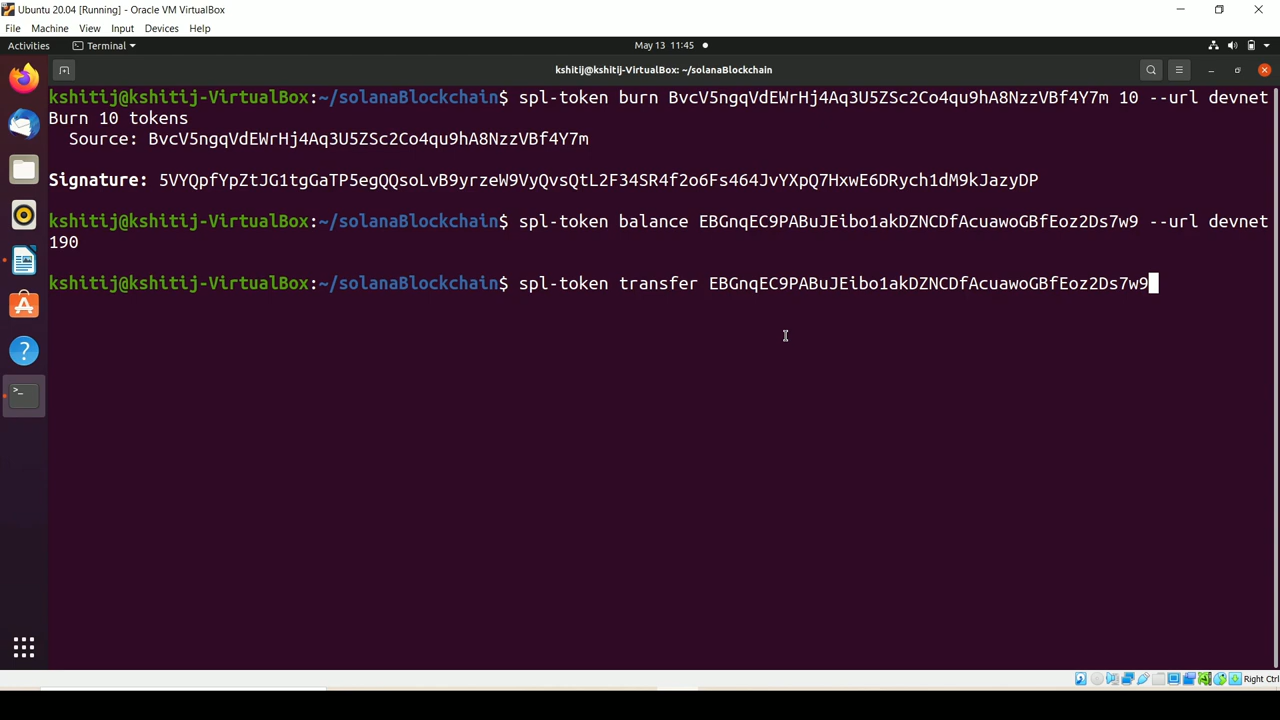 Ubuntu 20.04 [Running] - Oracle VM VirtualBox
File Machine View Input Devices Help
Activities Terminal May 13 11:45
kshitij@kshitij-VirtualBox: ~/solanaBlockchain
kshitij@kshitij-VirtualBox:~/solanaBlockchain$ spl-token burn BvcV5ngqVdEWrHj4Aq3U5ZSc2Co4qu9hA8NzzVBf4Y7m 10 --url devnet
Burn 10 tokens
Source: BvcV5ngqVdEWrHj4Aq3U5ZSc2Co4qu9hA8NzzVBf4Y7m
Signature: 5VYQpfYpZtJG1tgGaTP5egQQsoLvB9yrzeW9VyQvsQtL2F34SR4f2o6Fs464JvYXpQ7HxwE6DRych1dM9kJazyDP
kshitij@kshitij-VirtualBox:~/solanaBlockchain$ spl-token balance EBGnqEC9PABuJEibo1akDZNCDfAcuawoGBfEoz2Ds7w9 --url devnet
190
kshitij@kshitij-VirtualBox:~/solanaBlockchain$ spl-token transfer EBGnqEC9PABuJEibo1akDZNCDfAcuawoGBfEoz2Ds7w9
Right Ctrl